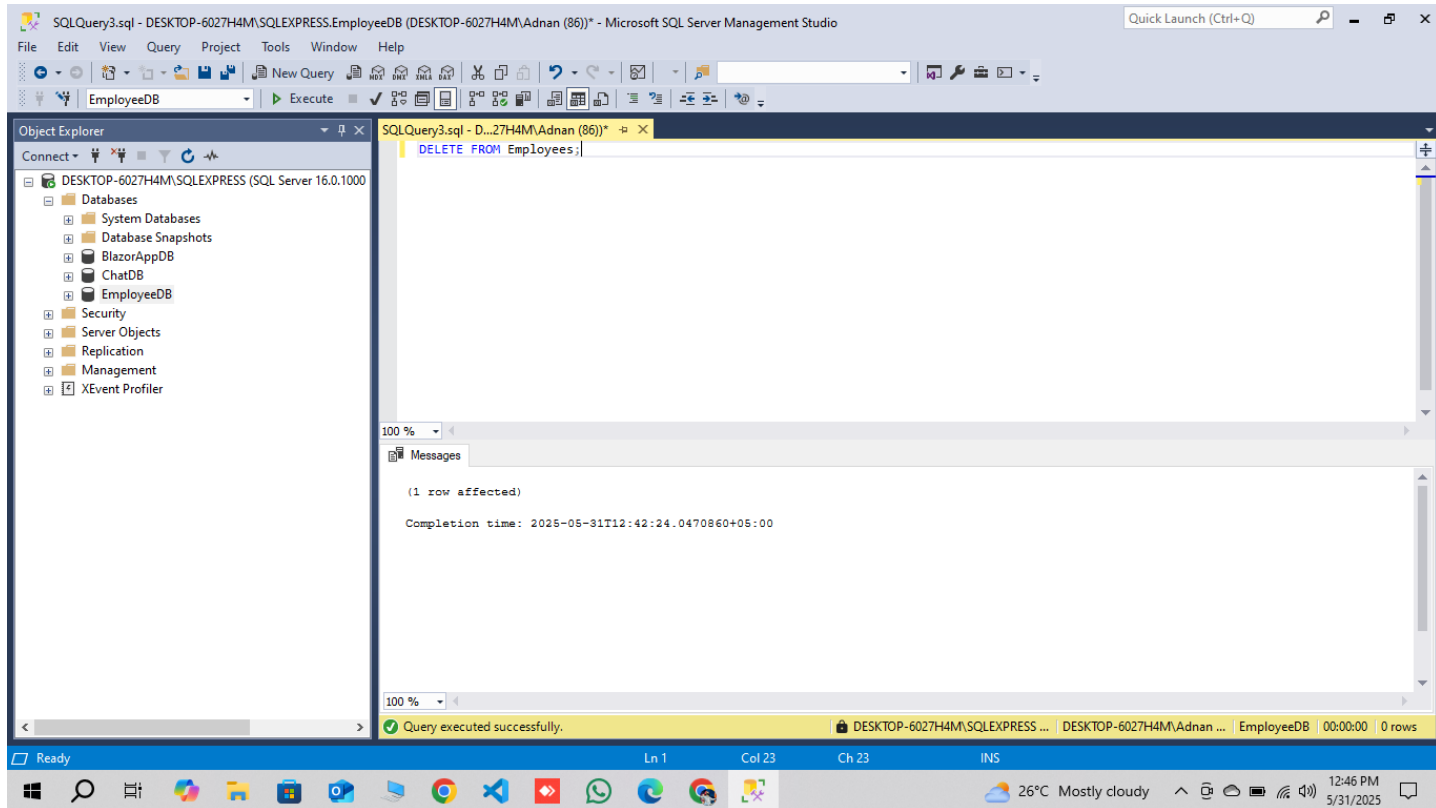 SQLQuery3.sql - DESKTOP-6027H4M\SQLEXPRESS.EmployeeDB (DESKTOP-6027H4M\Adnan (86))* - Microsoft SQL Server Management Studio
Quick Launch (Ctrl+Q)
File Edit View Query Project Tools Window Help
New Query MDX DMX XMLA DAX
EmployeeDB Execute
Object Explorer
Connect
DESKTOP-6027H4M\SQLEXPRESS (SQL Server 16.0.1000
Databases
System Databases
Database Snapshots
BlazorAppDB
ChatDB
EmployeeDB
Security
Server Objects
Replication
Management
XEvent Profiler
SQLQuery3.sql - D...27H4M\Adnan (86))*
DELETE FROM Employees;
100 %
Messages
(1 row affected)
Completion time: 2025-05-31T12:42:24.0470860+05:00
100 %
Query executed successfully. DESKTOP-6027H4M\SQLEXPRESS ... DESKTOP-6027H4M\Adnan ... EmployeeDB 00:00:00 0 rows
Ready Ln 1 Col 23 Ch 23 INS
26°C Mostly cloudy
12:46 PM
5/31/2025